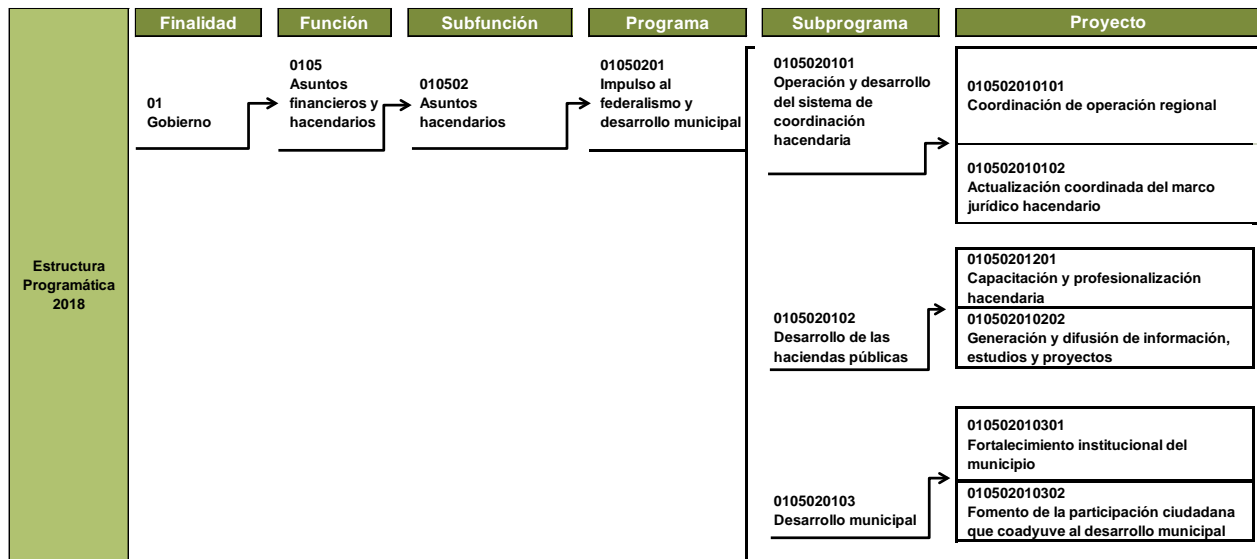 Finalidad
Función
Subfunción
Programa
Subprograma
Proyecto
Estructura
Programática
2018
01
Gobierno
0105
Asuntos
financieros y
hacendarios
010502
Asuntos
hacendarios
01050201
Impulso al
federalismo y
desarrollo municipal
0105020101
Operación y desarrollo
del sistema de
coordinación
hacendaria
010502010101
Coordinación de operación regional
010502010102
Actualización coordinada del marco
jurídico hacendario
0105020102
Desarrollo de las
haciendas públicas
01050201201
Capacitación y profesionalización
hacendaria
010502010202
Generación y difusión de información,
estudios y proyectos
0105020103
Desarrollo municipal
010502010301
Fortalecimiento institucional del
municipio
010502010302
Fomento de la participación ciudadana
que coadyuve al desarrollo municipal